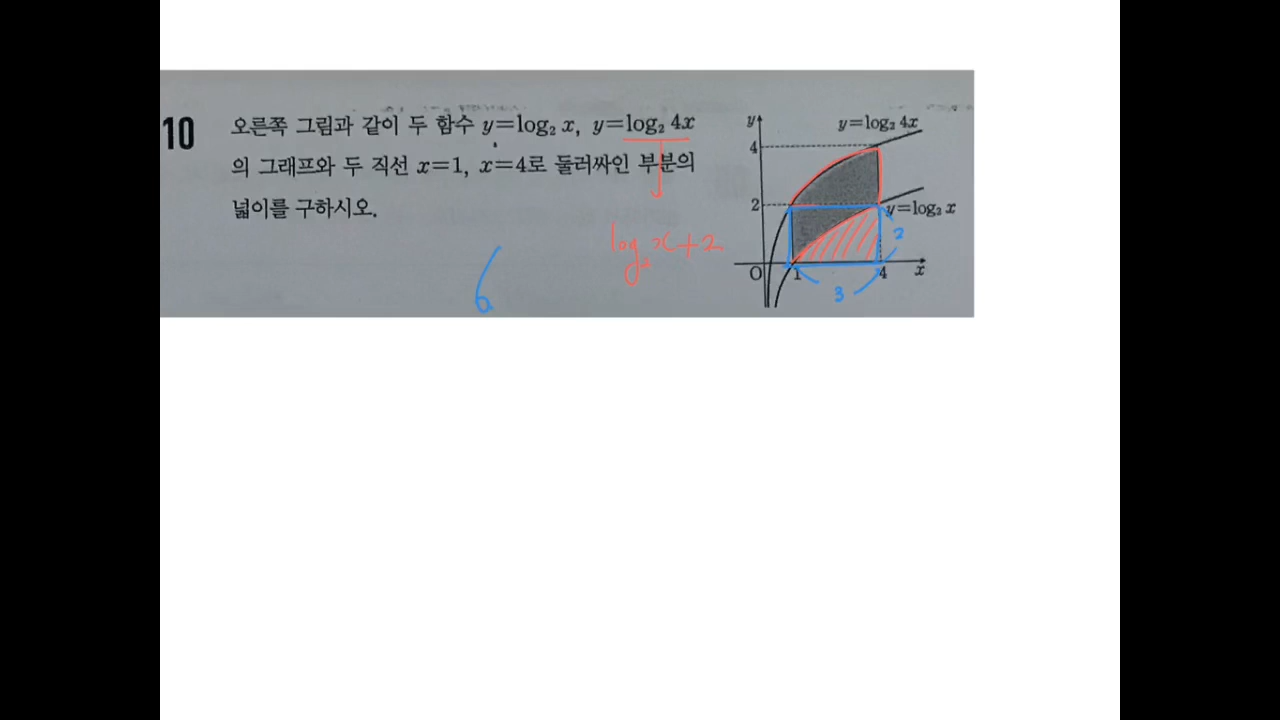 10 오른쪽 그림과 같이 두 함수 y=log₂ x, y=log₂ 4x
의 그래프와 두 직선 x=1, x=4로 둘러싸인 부분의
넓이를 구하시오.
log₂x+2
6
y
y=log₂ 4x
4
2
y=log₂ x
2
O
1
4
x
3